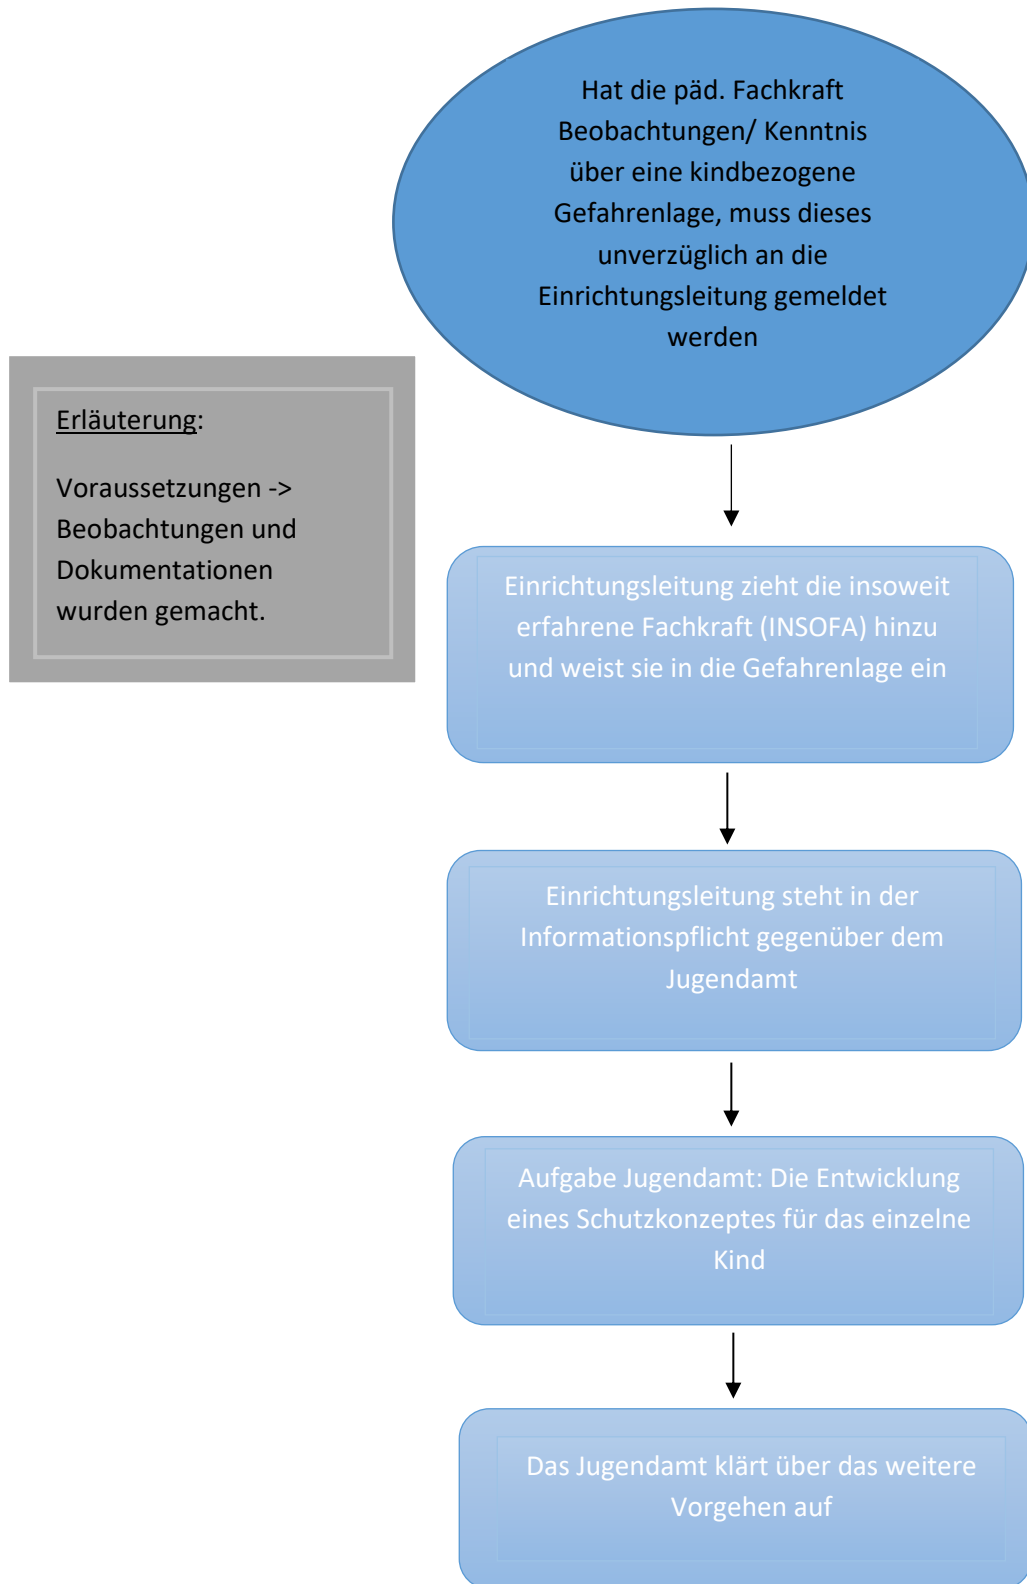 Hat die päd. Fachkraft
Beobachtungen/ Kenntnis
über eine kindbezogene
Gefahrenlage, muss dieses
unverzüglich an die
Einrichtungsleitung gemeldet
werden
Erläuterung:
Voraussetzungen ->
Beobachtungen und
Dokumentationen
wurden gemacht.
Einrichtungsleitung zieht die insoweit
erfahrene Fachkraft (INSOFA) hinzu
und weist sie in die Gefahrenlage ein
Einrichtungsleitung steht in der
Informationspflicht gegenüber dem
Jugendamt
Aufgabe Jugendamt: Die Entwicklung
eines Schutzkonzeptes für das einzelne
Kind
Das Jugendamt klärt über das weitere
Vorgehen auf